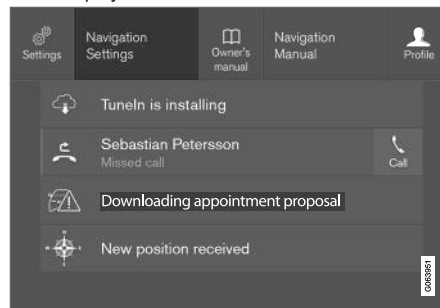 Settings
Navigation
Settings
Owner's
manual
Navigation
Manual
Profile
TuneIn is installing
Sebastian Petersson
Missed call
Call
Downloading appointment proposal
New position received
G063951